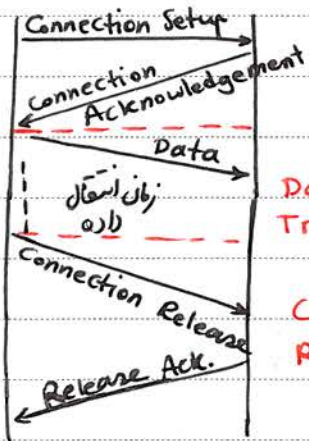 Connection Setup
Connection
Acknowledgement
Data
زمان انتقال
داده
Connection Release
Release Ack.